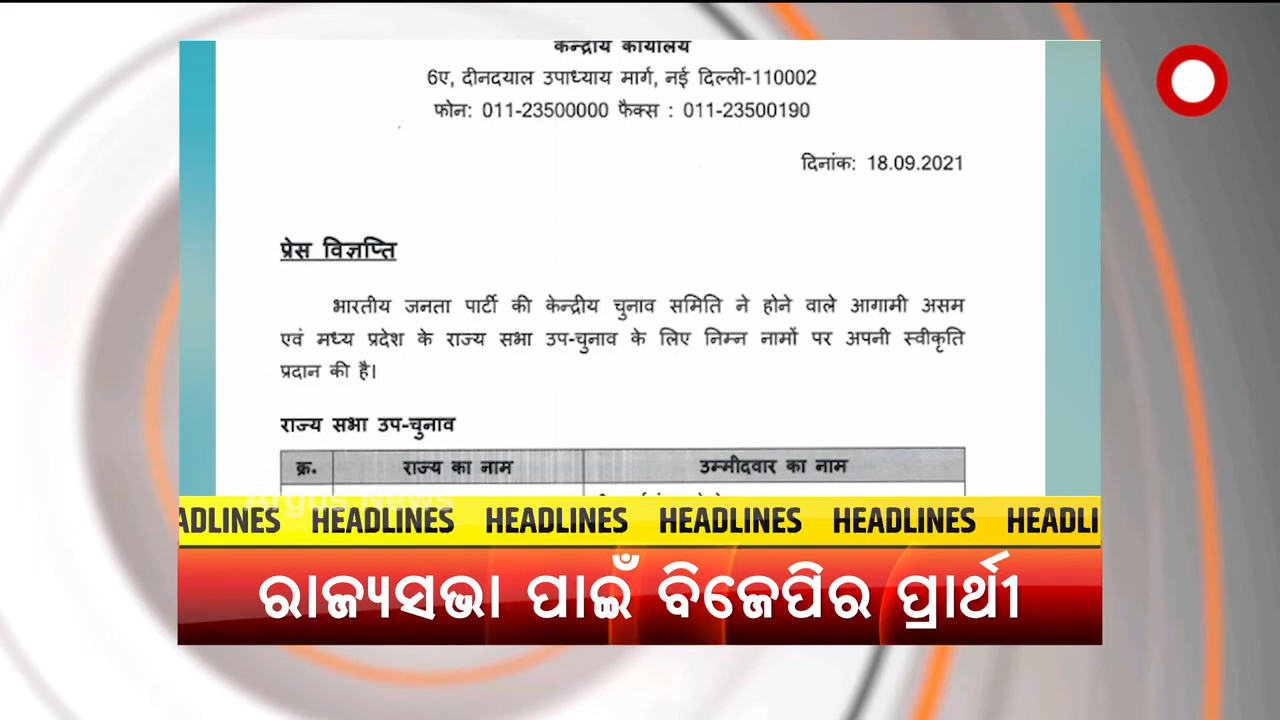 केन्द्रीय कार्यालय
6ए, दीनदयाल उपाध्याय मार्ग, नई दिल्ली-110002
फोन: 011-23500000 फैक्स : 011-23500190
दिनांक: 18.09.2021
प्रेस विज्ञप्ति
भारतीय जनता पार्टी की केन्द्रीय चुनाव समिति ने होने वाले आगामी असम
एवं मध्य प्रदेश के राज्य सभा उप-चुनाव के लिए निम्न नामों पर अपनी स्वीकृति
प्रदान की है।
राज्य सभा उप-चुनाव
क्र. राज्य का नाम उम्मीदवार का नाम
Argus News
ADLINES HEADLINES HEADLINES HEADLINES HEADLINES HEADLI
ରାଜ୍ୟସଭା ପାଇଁ ବିଜେପିର ପ୍ରାର୍ଥୀ